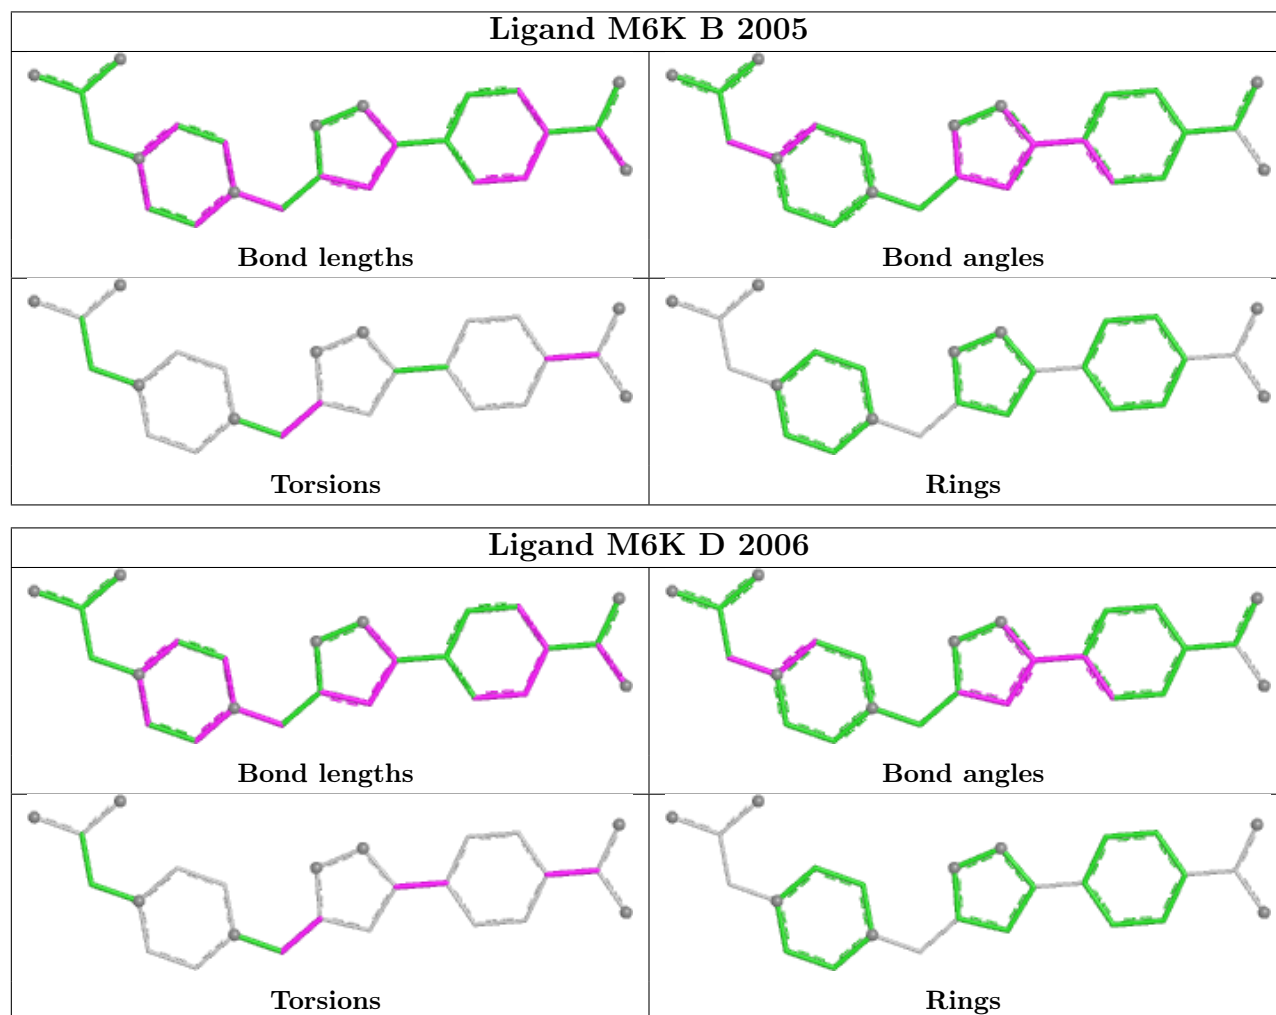 Ligand M6K B 2005
Bond lengths
Bond angles
Torsions
Rings
Ligand M6K D 2006
Bond lengths
Bond angles
Torsions
Rings